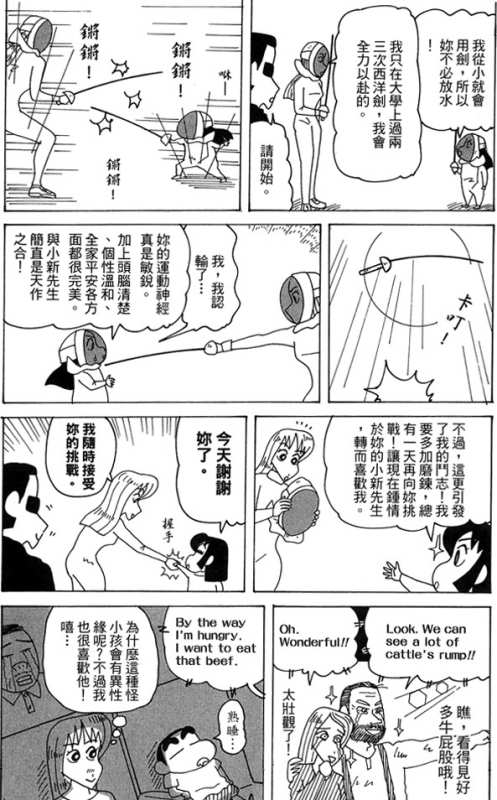 我從小就會
用劍，所以
妳不必放水
！
我只在大學上過兩
三次西洋劍，我會
全力以赴的。
請開始。
咻
鏘鏘！
鏘鏘！
鏘鏘！
卡叮！
我，我認
輸了…
妳的運動神經
真是敏銳。
加上頭腦清楚
、個性溫和、
全家平安各方
面都很完美。
與小新先生
簡直是天作
之合！
不過，這更引發
了我的鬥志！我
要多加磨鍊，總
有一天再向妳挑
戰！讓現在鍾情
於妳的小新先生
，轉而喜歡我。
今天謝謝
妳了。
握手
我隨時接受
妳的挑戰。
Look. We can
see a lot of
cattle's rump!!
瞧，看得見好
多牛屁股哦！
Oh.
Wonderful!!
太壯觀了！
By the way
I'm hungry.
I want to eat
that beef.
熟睡…
為什麼這種怪
小孩會有異性
緣呢？不過我
也很喜歡他！
嘻…